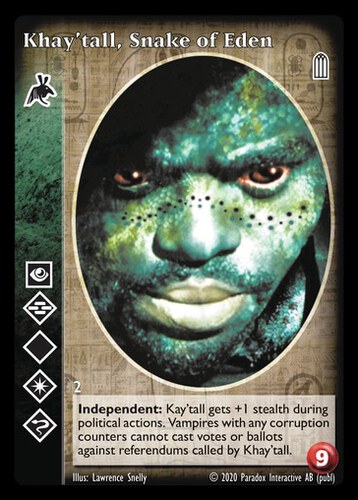 Khay'tall, Snake of Eden
2
Independent: Kay'tall gets +1 stealth during
political actions. Vampires with any corruption
counters cannot cast votes or ballots
against referendums called by Khay'tall.
9
Illus: Lawrence Snelly © 2020 Paradox Interactive AB (publ)